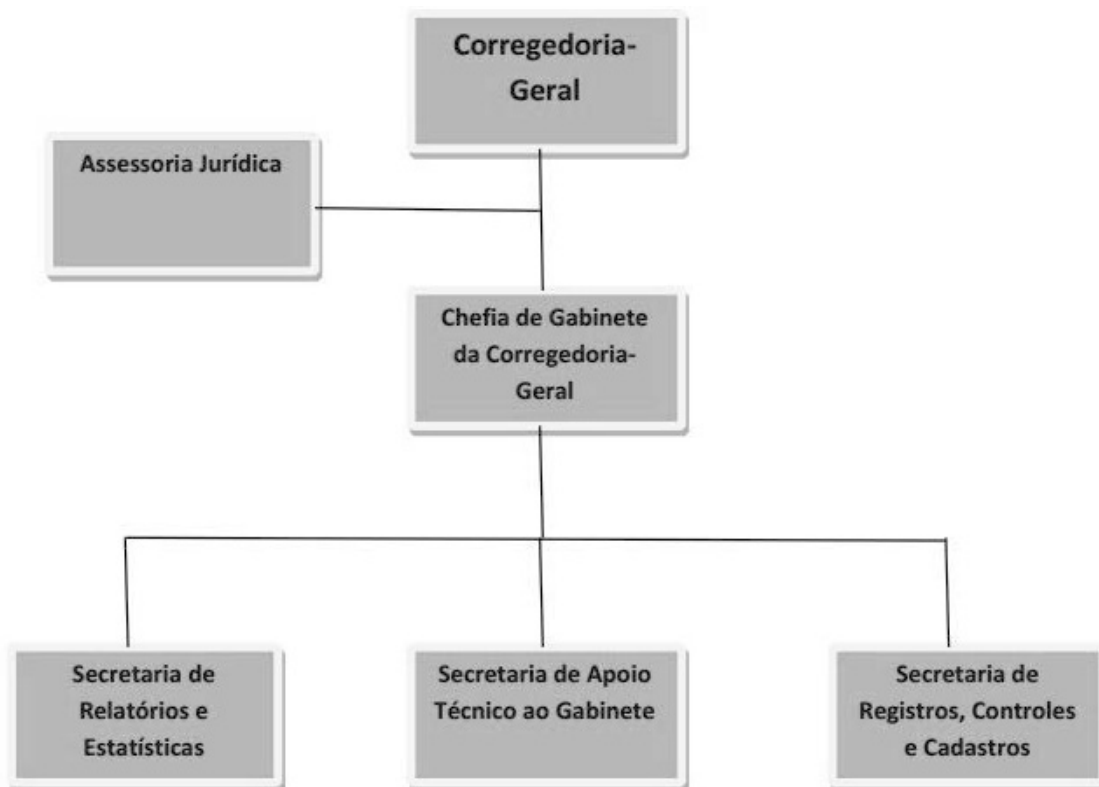 Corregedoria-
Geral
Assessoria Jurídica
Chefia de Gabinete
da Corregedoria-
Geral
Secretaria de
Relatórios e
Estatísticas
Secretaria de Apoio
Técnico ao Gabinete
Secretaria de
Registros, Controles
e Cadastros